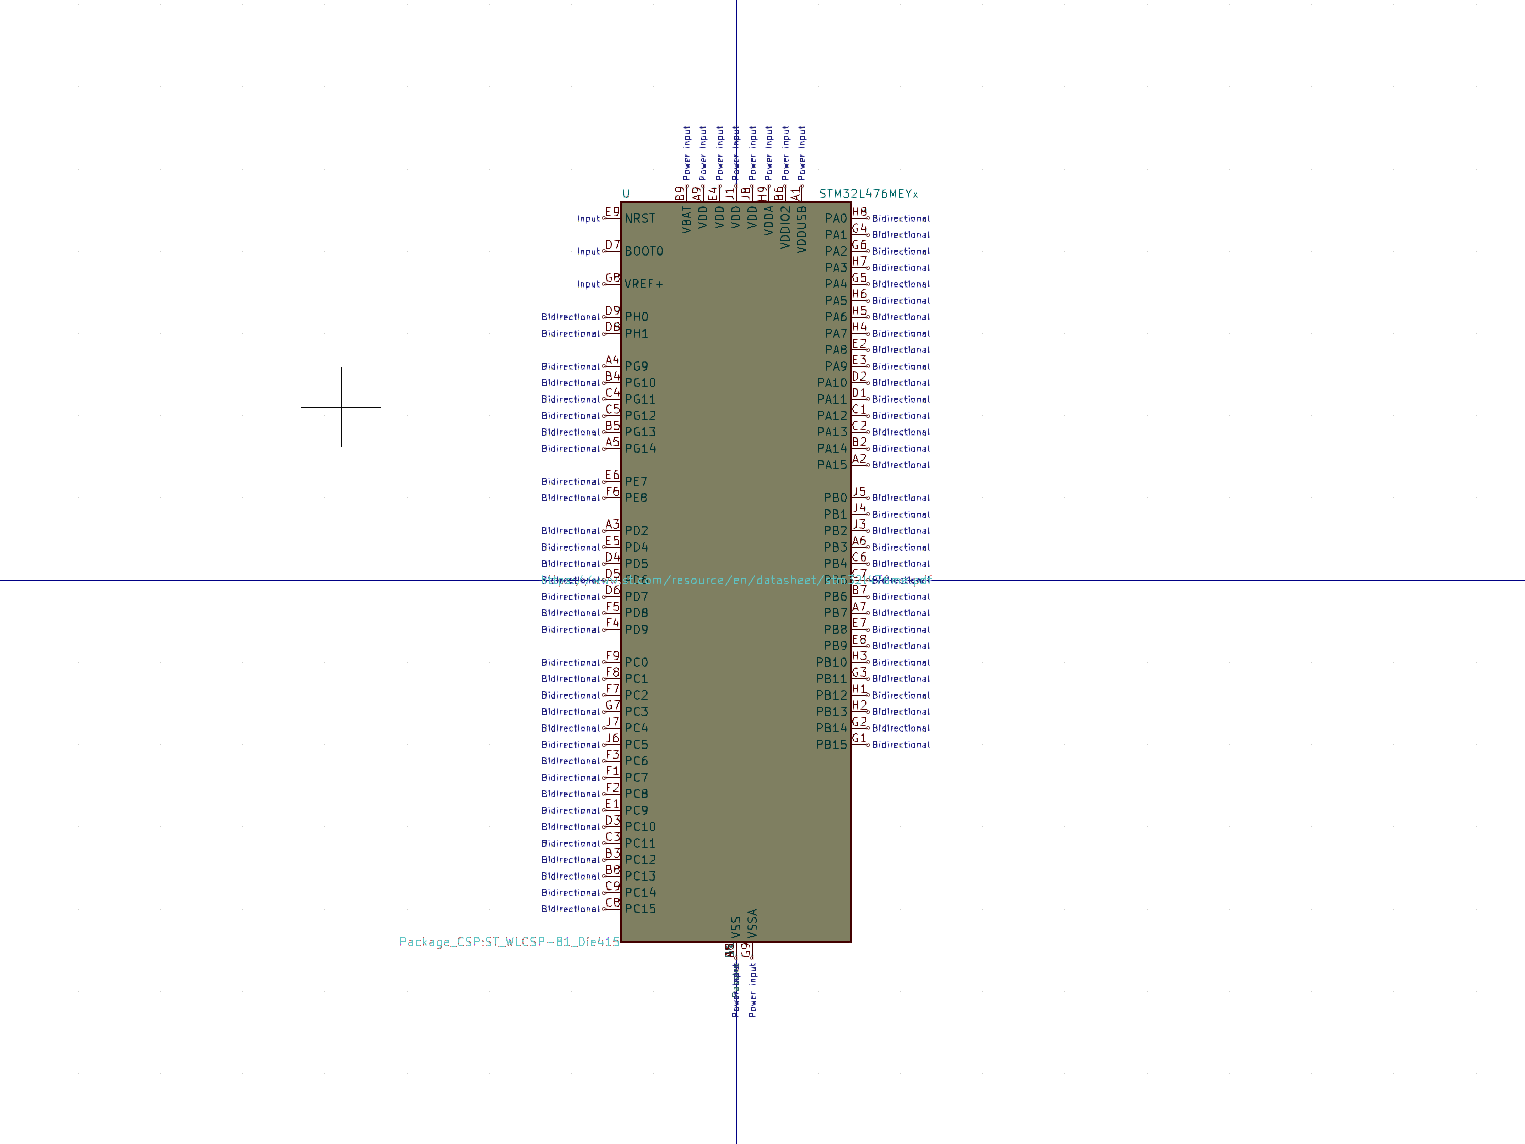 Power input Power input Power input Power input Power input Power input Power input Power input
B9 A9 E4 J1 J8 H9 B6 A1
U STM32L476MEYx
VBAT VDD VDD VDD VDD VDDA VDDIO2 VDDUSB
Input E9 NRST PA0 H8 Bidirectional
PA1 G4 Bidirectional
Input D7 BOOT0 PA2 G6 Bidirectional
PA3 H7 Bidirectional
Input G8 VREF+ PA4 G5 Bidirectional
PA5 H6 Bidirectional
Bidirectional D9 PH0 PA6 H5 Bidirectional
Bidirectional D8 PH1 PA7 H4 Bidirectional
PA8 E2 Bidirectional
Bidirectional A4 PG9 PA9 E3 Bidirectional
Bidirectional B4 PG10 PA10 D2 Bidirectional
Bidirectional C4 PG11 PA11 D1 Bidirectional
Bidirectional C5 PG12 PA12 C1 Bidirectional
Bidirectional B5 PG13 PA13 C2 Bidirectional
Bidirectional A5 PG14 PA14 B2 Bidirectional
PA15 A2 Bidirectional
Bidirectional E6 PE7
Bidirectional F6 PE8 PB0 J5 Bidirectional
PB1 J4 Bidirectional
Bidirectional A3 PD2 PB2 J3 Bidirectional
Bidirectional E5 PD4 PB3 A6 Bidirectional
Bidirectional D4 PD5 PB4 C6 Bidirectional
D5 PD6 /resource/en/datasheet/ C7
Bidirectional D6 PD7 PB6 B7 Bidirectional
Bidirectional F5 PD8 PB7 A7 Bidirectional
Bidirectional F4 PD9 PB8 E7 Bidirectional
PB9 E8 Bidirectional
Bidirectional F9 PC0 PB10 H3 Bidirectional
Bidirectional F8 PC1 PB11 G3 Bidirectional
Bidirectional F7 PC2 PB12 H1 Bidirectional
Bidirectional G7 PC3 PB13 H2 Bidirectional
Bidirectional J7 PC4 PB14 G2 Bidirectional
Bidirectional J6 PC5 PB15 G1 Bidirectional
Bidirectional F3 PC6
Bidirectional F1 PC7
Bidirectional F2 PC8
Bidirectional E1 PC9
Bidirectional D3 PC10
Bidirectional C3 PC11
Bidirectional B3 PC12
Bidirectional B8 PC13
Bidirectional C9 PC14
Bidirectional C8 PC15
VSS VSSA
Package_CSP:ST_WLCSP-81_Die415
G9
Power input